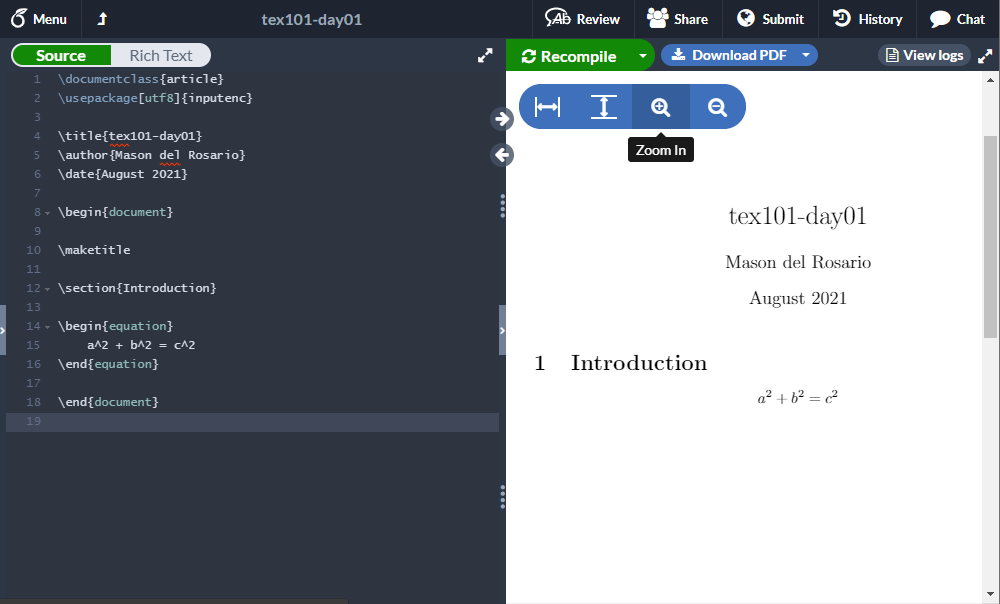 Menu tex101-day01 Review Share Submit History Chat
Source Rich Text Recompile Download PDF View logs
1 \documentclass{article}
2 \usepackage[utf8]{inputenc}
3
4 \title{tex101-day01}
5 \author{Mason del Rosario}
6 \date{August 2021}
7
8 \begin{document}
9
10 \maketitle
11
12 \section{Introduction}
13
14 \begin{equation}
15 a^2 + b^2 = c^2
16 \end{equation}
17
18 \end{document}
19
Zoom In
tex101-day01
Mason del Rosario
August 2021
1 Introduction
a² + b² = c²